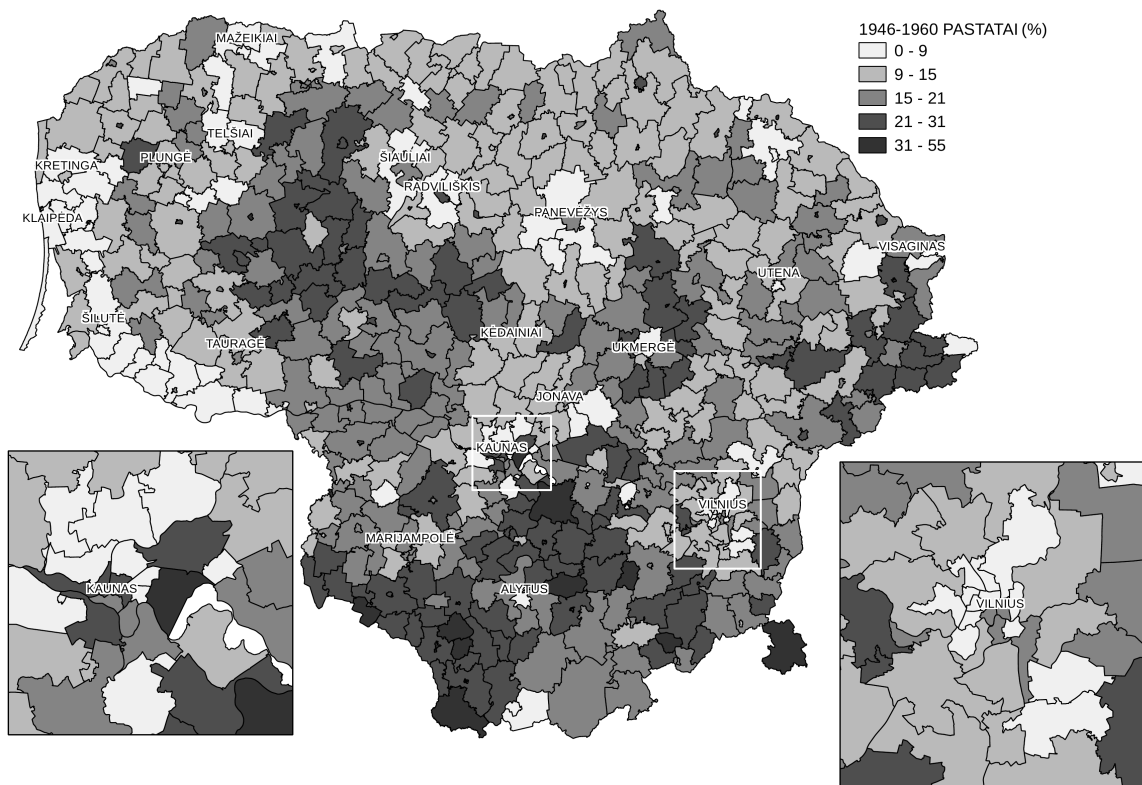 1946-1960 PASTATAI (%)
0 - 9
9 - 15
15 - 21
21 - 31
31 - 55
MAŽEIKIAI
TELŠIAI
PLUNGĖ
KRETINGA
ŠIAULIAI
RADVILIŠKIS
KLAIPĖDA
PANEVĖŽYS
VISAGINAS
UTENA
ŠILUTĖ
TAURAGĖ
KĖDAINIAI
UKMERGĖ
JONAVA
KAUNAS
VILNIUS
MARIJAMPOLĖ
ALYTUS
KAUNAS
VILNIUS